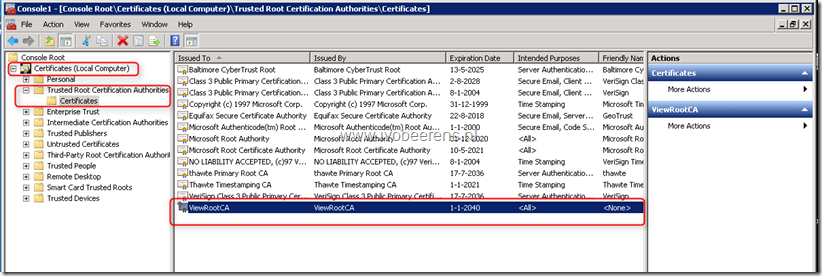 Console1 - [Console Root\Certificates (Local Computer)\Trusted Root Certification Authorities\Certificates]
File Action View Favorites Window Help
Console Root
Certificates (Local Computer)
Personal
Trusted Root Certification Authorities
Certificates
Enterprise Trust
Intermediate Certification Authorities
Trusted Publishers
Untrusted Certificates
Third-Party Root Certification Authoriti
Trusted People
Remote Desktop
Smart Card Trusted Roots
Trusted Devices
Issued To Issued By Expiration Date Intended Purposes Friendly Name
Baltimore CyberTrust Root Baltimore CyberTrust Root 13-5-2025 Server Authentication... Baltimore Cy
Class 3 Public Primary Certification ... Class 3 Public Primary Certification A... 2-8-2028 Secure Email, Client ... VeriSign Clas
Class 3 Public Primary Certification ... Class 3 Public Primary Certification A... 8-1-2004 Secure Email, Client ... VeriSign
Copyright (c) 1997 Microsoft Corp. Copyright (c) 1997 Microsoft Corp. 31-12-1999 Time Stamping Microsoft Tim
Equifax Secure Certificate Authority Equifax Secure Certificate Authority 22-8-2018 Secure Email, Server... GeoTrust
Microsoft Authenticode(tm) Root ... Microsoft Authenticode(tm) Root Au... 1-1-2000 Secure Email, Code S... Microsoft Au
Microsoft Root Authority Microsoft Root Authority 31-12-2020 <All> Microsoft Ro
Microsoft Root Certificate Authority Microsoft Root Certificate Authority 10-5-2021 <All> Microsoft Ro
NO LIABILITY ACCEPTED, (c)97 V... NO LIABILITY ACCEPTED, (c)97 Veri... 8-1-2004 Time Stamping VeriSign Time
thawte Primary Root CA thawte Primary Root CA 17-7-2036 Server Authentication... thawte
Thawte Timestamping CA Thawte Timestamping CA 1-1-2021 Time Stamping Thawte Time
VeriSign Class 3 Public Primary Ce... VeriSign Class 3 Public Primary Certifi... 17-7-2036 Server Authentication... VeriSign
ViewRootCA ViewRootCA 1-1-2040 <All> <None>
Actions
Certificates
More Actions
ViewRootCA
More Actions
www.ivobeerens.nl